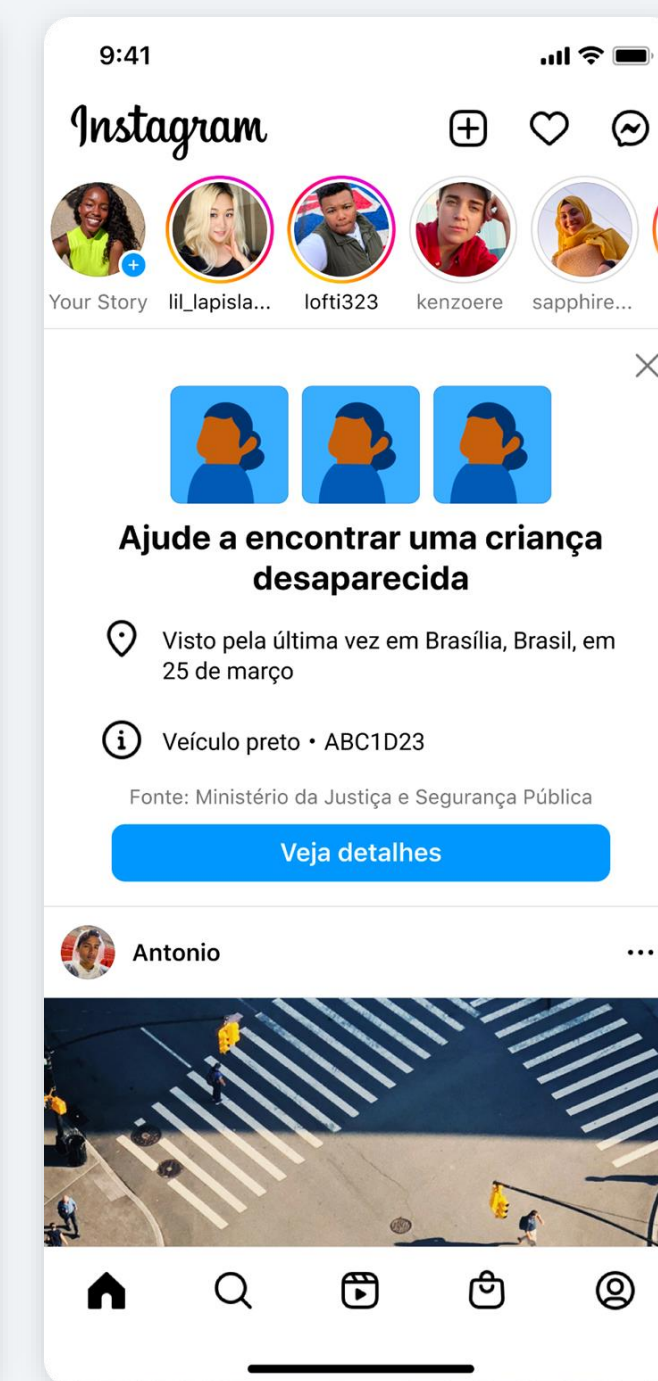 9:41
Instagram
Your Story lil_lapisla... lofti323 kenzoere sapphire...
Ajude a encontrar uma criança
desaparecida
Visto pela última vez em Brasília, Brasil, em
25 de março
Veículo preto • ABC1D23
Fonte: Ministério da Justiça e Segurança Pública
Veja detalhes
Antonio